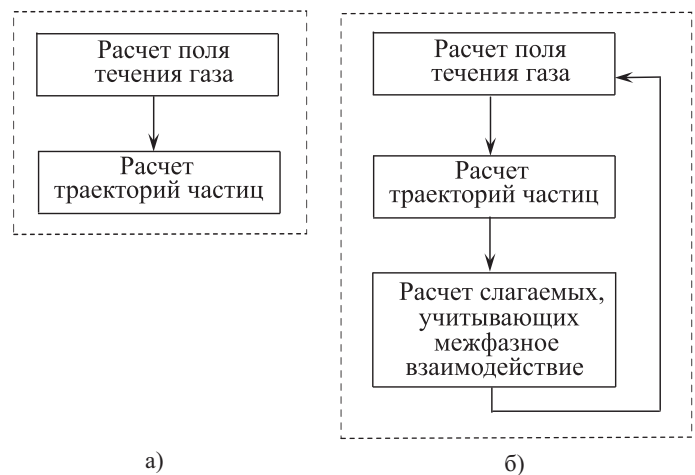 Расчет поля
течения газа
Расчет
траекторий частиц
а)
Расчет поля
течения газа
Расчет
траекторий частиц
Расчет слагаемых,
учитывающих
межфазное
взаимодействие
б)